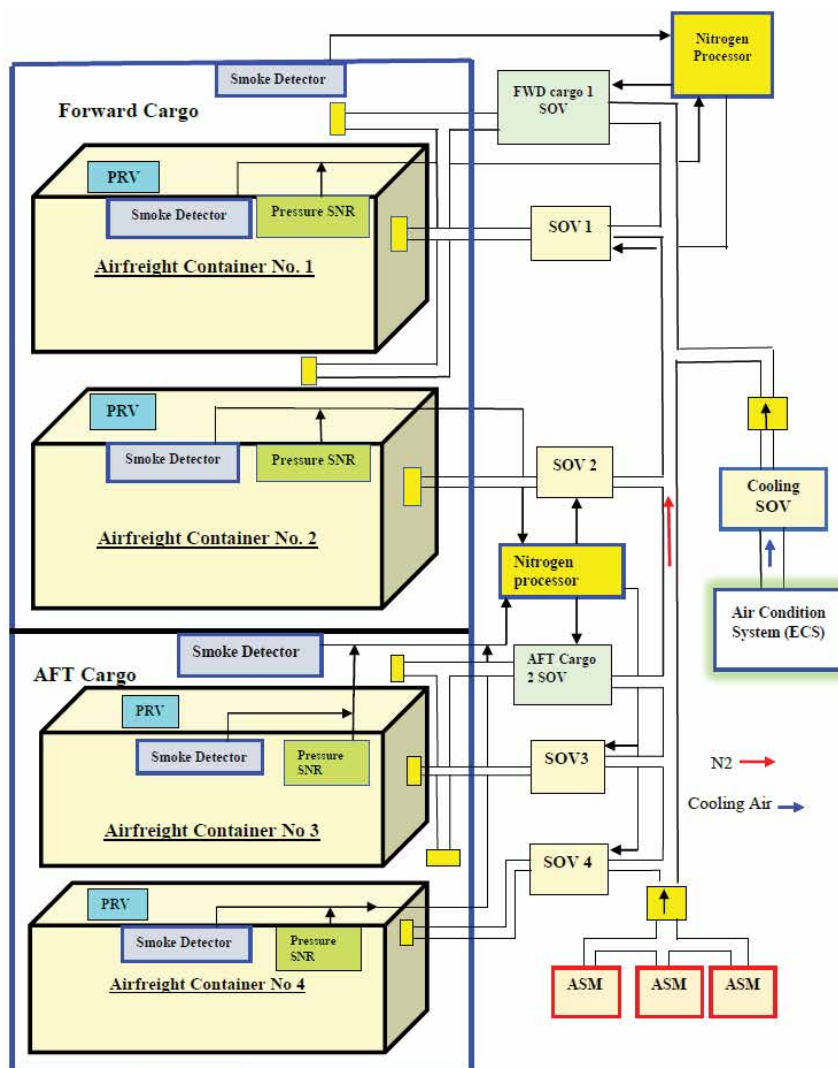 Nitrogen
Processor
Smoke Detector
FWD cargo 1
SOV
Forward Cargo
PRV
Smoke Detector
Pressure SNR
SOV 1
Airfreight Container No. 1
PRV
Smoke Detector
Pressure SNR
SOV 2
Cooling
SOV
Airfreight Container No. 2
Nitrogen
processor
Air Condition
System (ECS)
Smoke Detector
AFT Cargo
2 SOV
AFT Cargo
PRV
Smoke Detector
Pressure
SNR
SOV3
N2
Cooling Air
Airfreight Container No 3
SOV 4
PRV
Smoke Detector
Pressure
SNR
Airfreight Container No 4
ASM
ASM
ASM